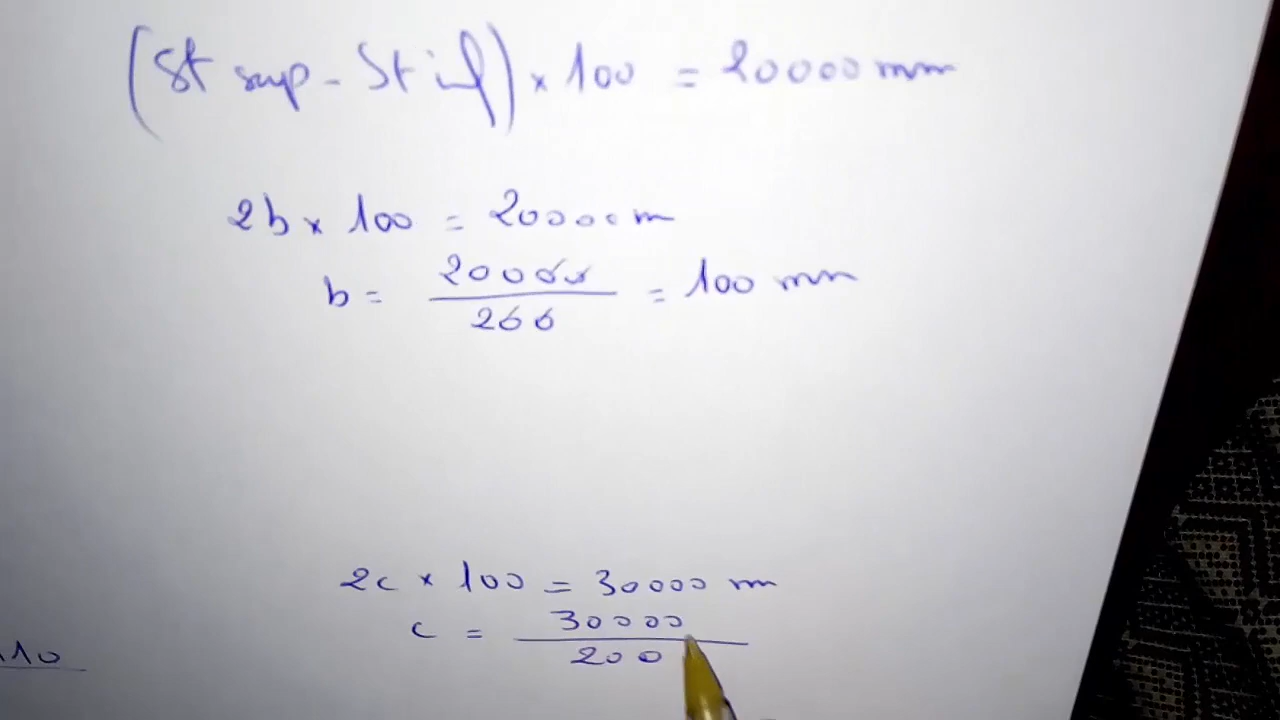 (St sup - St inf) × 100 = 20000 mm
2b × 100 = 20000 m
b = 20000 / 200 = 100 mm
2c × 100 = 30000 m
c = 30000 / 200
110